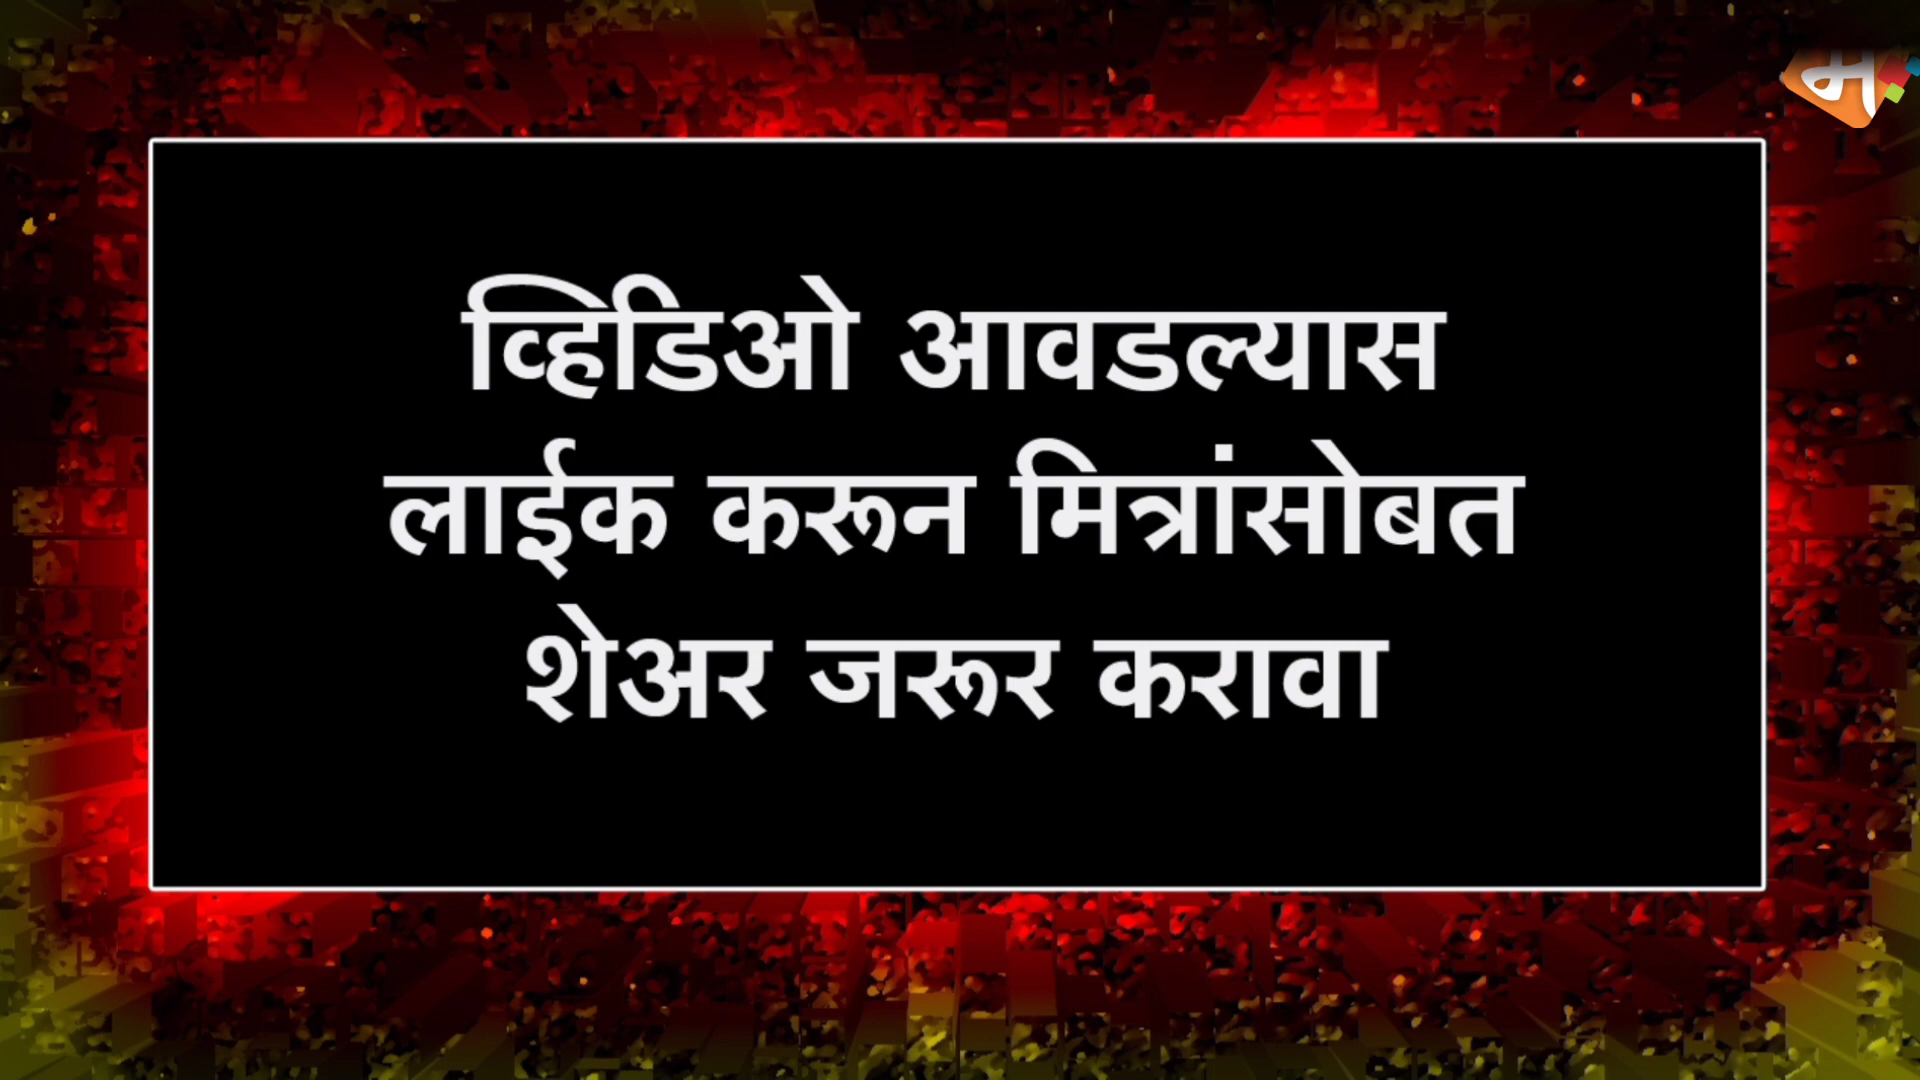 म
व्हिडिओ आवडल्यास
लाईक करून मित्रांसोबत
शेअर जरूर करावा